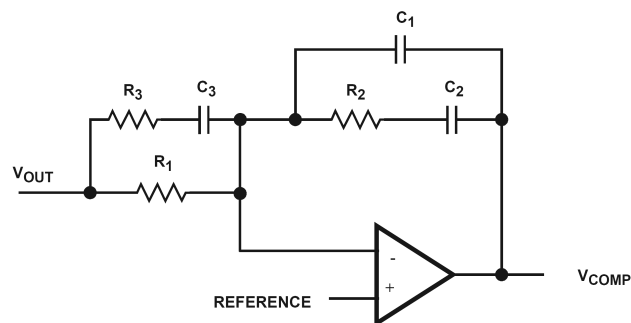 C1
R3
C3
R2
C2
R1
VOUT
-
+
REFERENCE
VCOMP